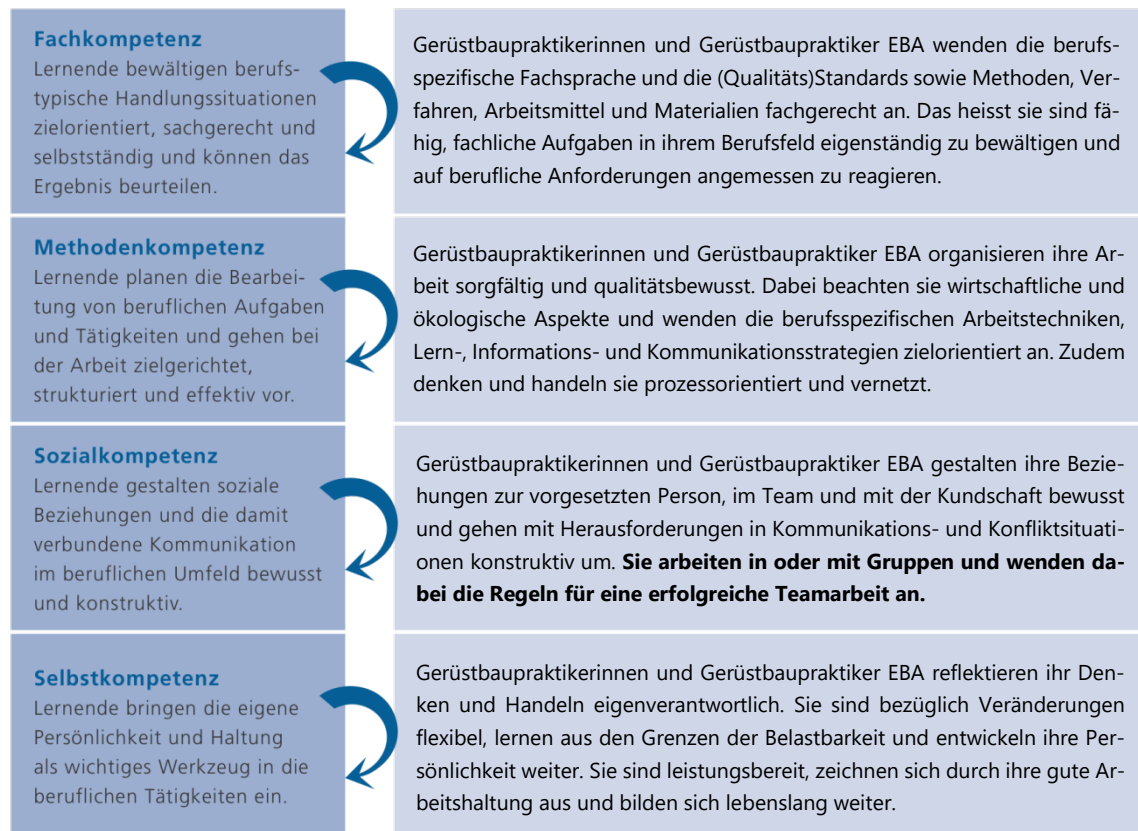 Fachkompetenz
Lernende bewältigen berufs-
typische Handlungssituationen
zielorientiert, sachgerecht und
selbstständig und können das
Ergebnis beurteilen.
Gerüstbaupraktikerinnen und Gerüstbaupraktiker EBA wenden die berufs-
spezifische Fachsprache und die (Qualitäts)Standards sowie Methoden, Ver-
fahren, Arbeitsmittel und Materialien fachgerecht an. Das heisst sie sind fä-
hig, fachliche Aufgaben in ihrem Berufsfeld eigenständig zu bewältigen und
auf berufliche Anforderungen angemessen zu reagieren.
Methodenkompetenz
Lernende planen die Bearbei-
tung von beruflichen Aufgaben
und Tätigkeiten und gehen bei
der Arbeit zielgerichtet,
strukturiert und effektiv vor.
Gerüstbaupraktikerinnen und Gerüstbaupraktiker EBA organisieren ihre Ar-
beit sorgfältig und qualitätsbewusst. Dabei beachten sie wirtschaftliche und
ökologische Aspekte und wenden die berufsspezifischen Arbeitstechniken,
Lern-, Informations- und Kommunikationsstrategien zielorientiert an. Zudem
denken und handeln sie prozessorientiert und vernetzt.
Sozialkompetenz
Lernende gestalten soziale
Beziehungen und die damit
verbundene Kommunikation
im beruflichen Umfeld bewusst
und konstruktiv.
Gerüstbaupraktikerinnen und Gerüstbaupraktiker EBA gestalten ihre Bezie-
hungen zur vorgesetzten Person, im Team und mit der Kundschaft bewusst
und gehen mit Herausforderungen in Kommunikations- und Konfliktsituati-
onen konstruktiv um. Sie arbeiten in oder mit Gruppen und wenden da-
bei die Regeln für eine erfolgreiche Teamarbeit an.
Selbstkompetenz
Lernende bringen die eigene
Persönlichkeit und Haltung
als wichtiges Werkzeug in die
beruflichen Tätigkeiten ein.
Gerüstbaupraktikerinnen und Gerüstbaupraktiker EBA reflektieren ihr Den-
ken und Handeln eigenverantwortlich. Sie sind bezüglich Veränderungen
flexibel, lernen aus den Grenzen der Belastbarkeit und entwickeln ihre Per-
sönlichkeit weiter. Sie sind leistungsbereit, zeichnen sich durch ihre gute Ar-
beitshaltung aus und bilden sich lebenslang weiter.